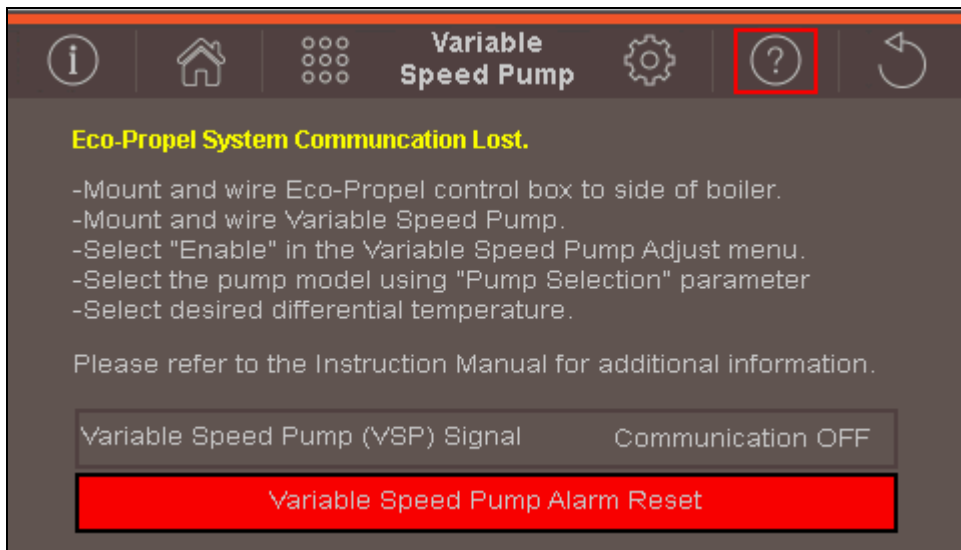 i
Variable
Speed Pump
?
Eco-Propel System Communcation Lost.
-Mount and wire Eco-Propel control box to side of boiler.
-Mount and wire Variable Speed Pump.
-Select "Enable" in the Variable Speed Pump Adjust menu.
-Select the pump model using "Pump Selection" parameter
-Select desired differential temperature.
Please refer to the Instruction Manual for additional information.
Variable Speed Pump (VSP) Signal Communication OFF
Variable Speed Pump Alarm Reset